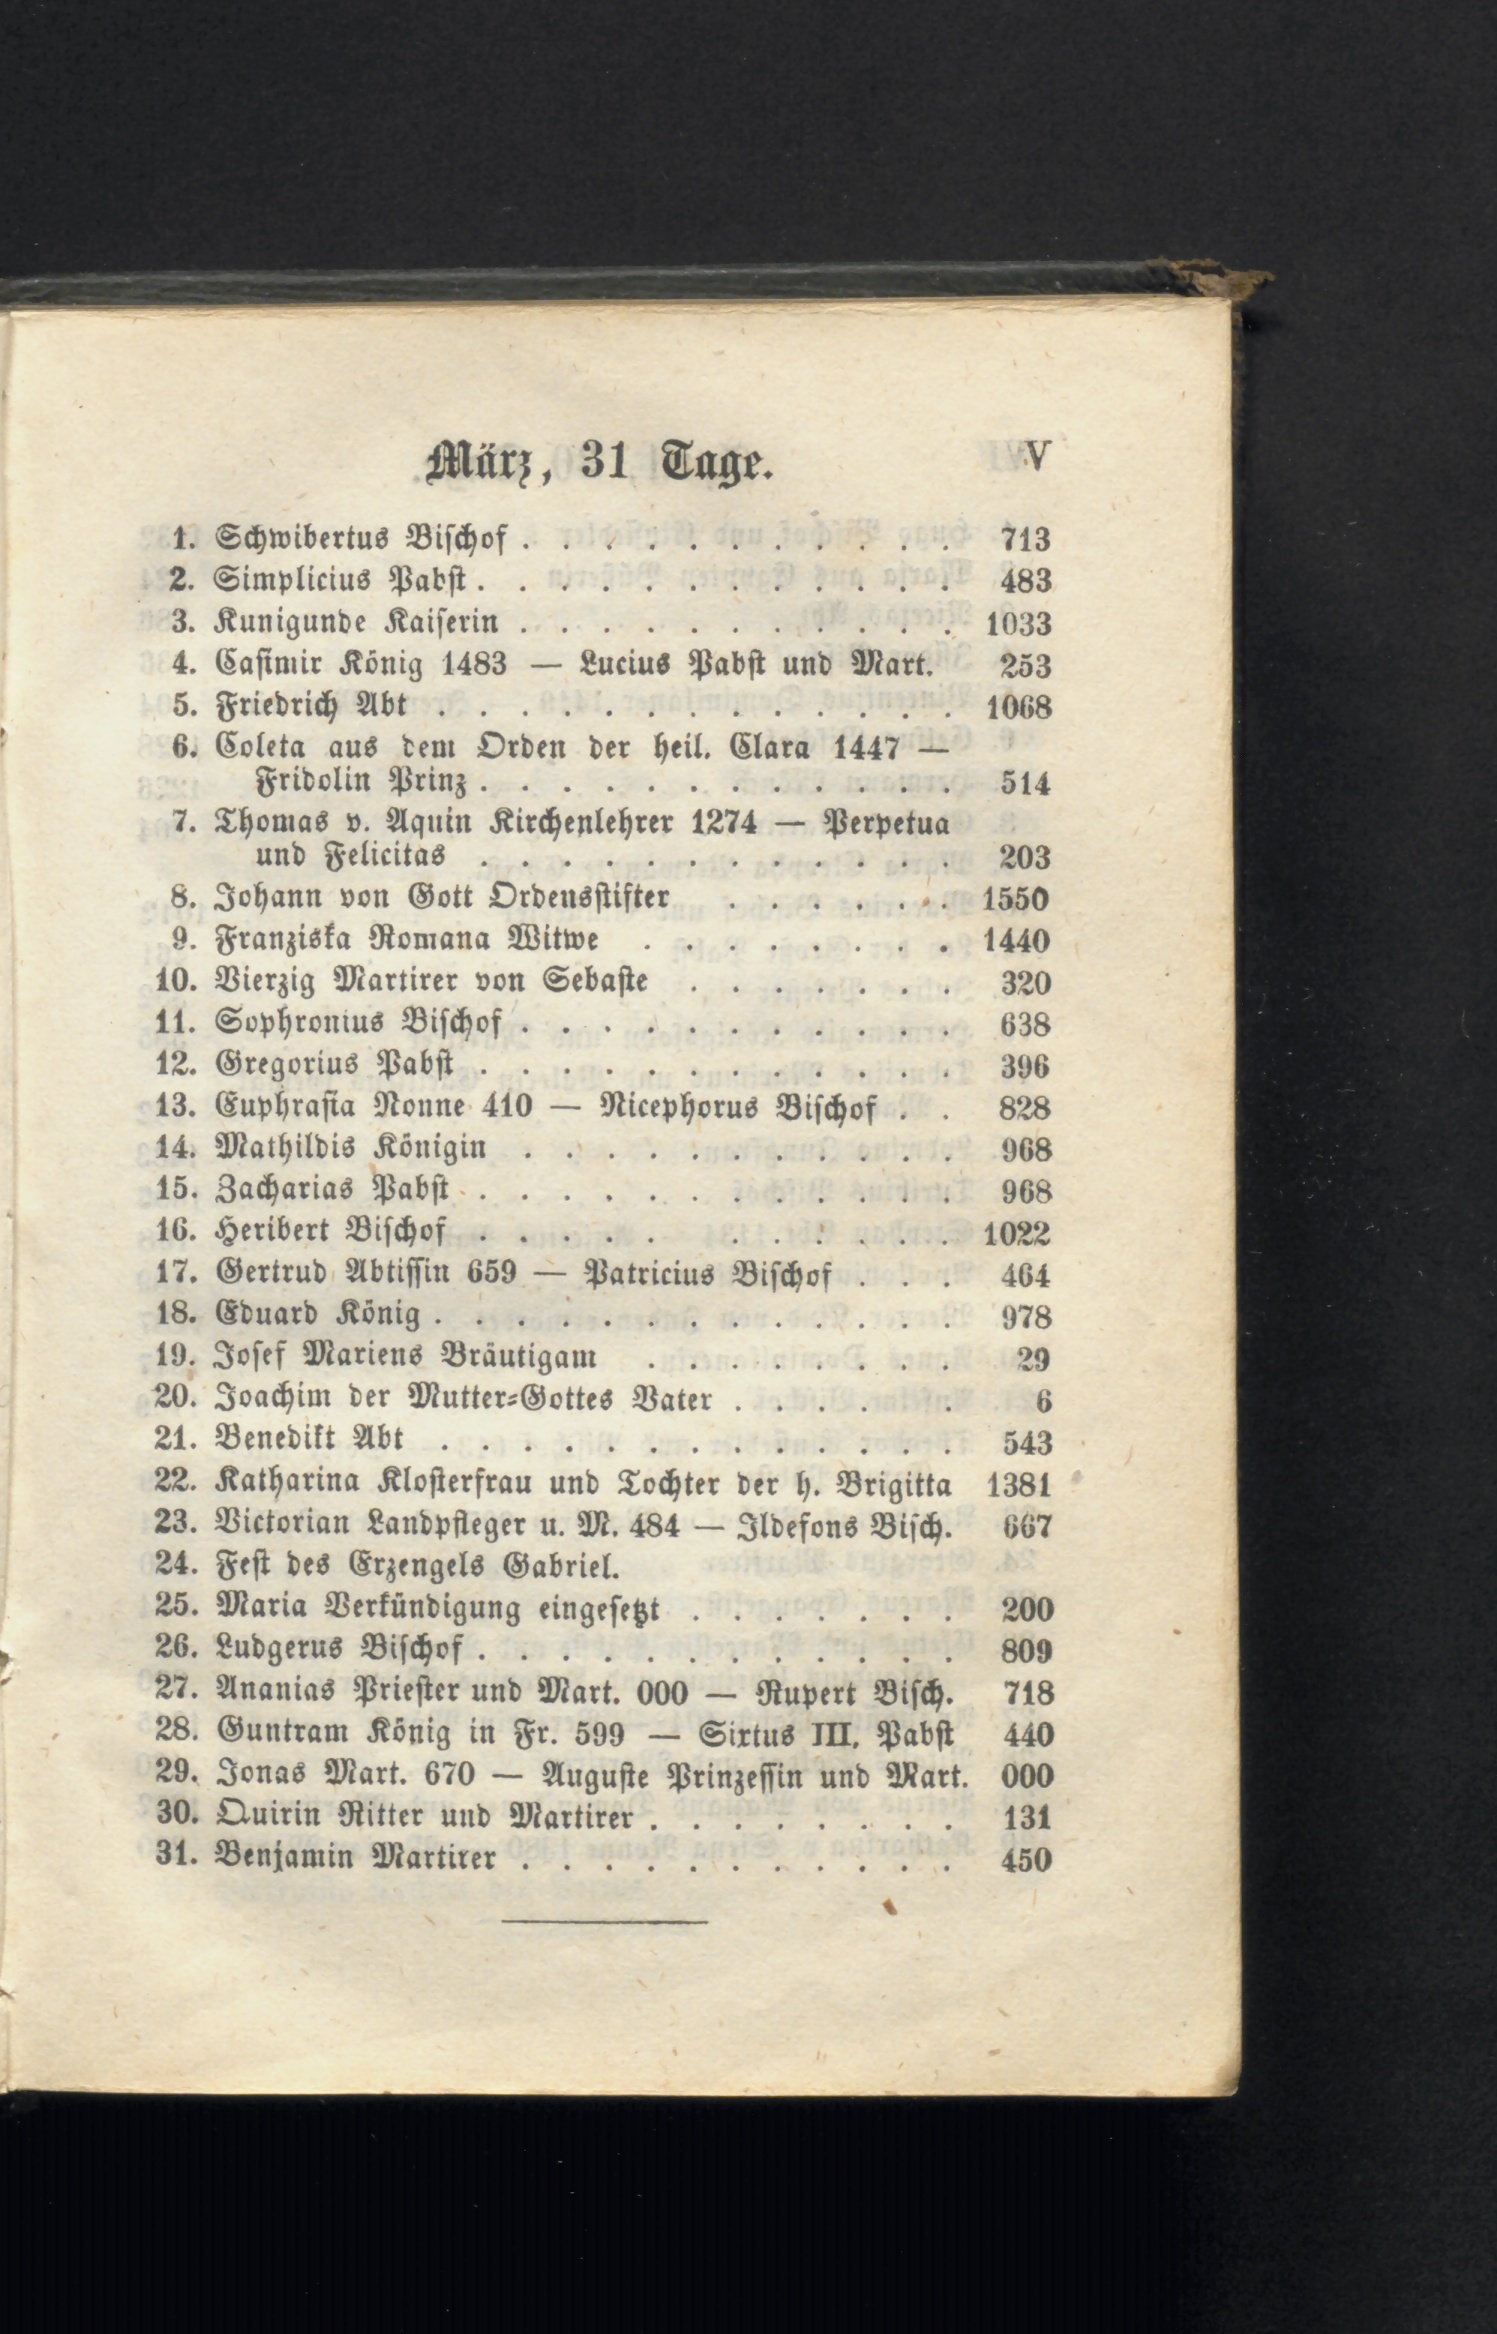 März, 31 Tage. V
1. Schwibertus Bischof . . . . . . . . . . . 713
2. Simplicius Pabst . . . . . . . . . . . . 483
3. Kunigunde Kaiserin . . . . . . . . . . . 1033
4. Casimir König 1483 — Lucius Pabst und Mart. 253
5. Friedrich Abt . . . . . . . . . . . . . 1068
6. Coleta aus dem Orden der heil. Clara 1447 —
Fridolin Prinz . . . . . . . . . . . . 514
7. Thomas v. Aquin Kirchenlehrer 1274 — Perpetua
und Felicitas . . . . . . . . . . . . 203
8. Johann von Gott Ordensstifter . . . . . . 1550
9. Franziska Romana Witwe . . . . . . . . 1440
10. Vierzig Martirer von Sebaste . . . . . . . 320
11. Sophronius Bischof . . . . . . . . . . . 638
12. Gregorius Pabst . . . . . . . . . . . . 396
13. Euphrasia Nonne 410 — Nicephorus Bischof . . 828
14. Mathildis Königin . . . . . . . . . . . 968
15. Zacharias Pabst . . . . . . . . . . . . 968
16. Heribert Bischof . . . . . . . . . . . 1022
17. Gertrud Abtissin 659 — Patricius Bischof . . . 464
18. Eduard König . . . . . . . . . . . . . 978
19. Josef Mariens Bräutigam . . . . . . . . 29
20. Joachim der Mutter-Gottes Vater . . . . . . 6
21. Benedikt Abt . . . . . . . . . . . . . 543
22. Katharina Klosterfrau und Tochter der h. Brigitta 1381
23. Victorian Landpfleger u. M. 484 — Ildefons Bisch. 667
24. Fest des Erzengels Gabriel.
25. Maria Verkündigung eingesetzt . . . . . . . 200
26. Ludgerus Bischof . . . . . . . . . . . . 809
27. Ananias Priester und Mart. 000 — Rupert Bisch. 718
28. Guntram König in Fr. 599 — Sixtus III. Pabst 440
29. Jonas Mart. 670 — Auguste Prinzessin und Mart. 000
30. Quirin Ritter und Martirer . . . . . . . . 131
31. Benjamin Martirer . . . . . . . . . . . 450